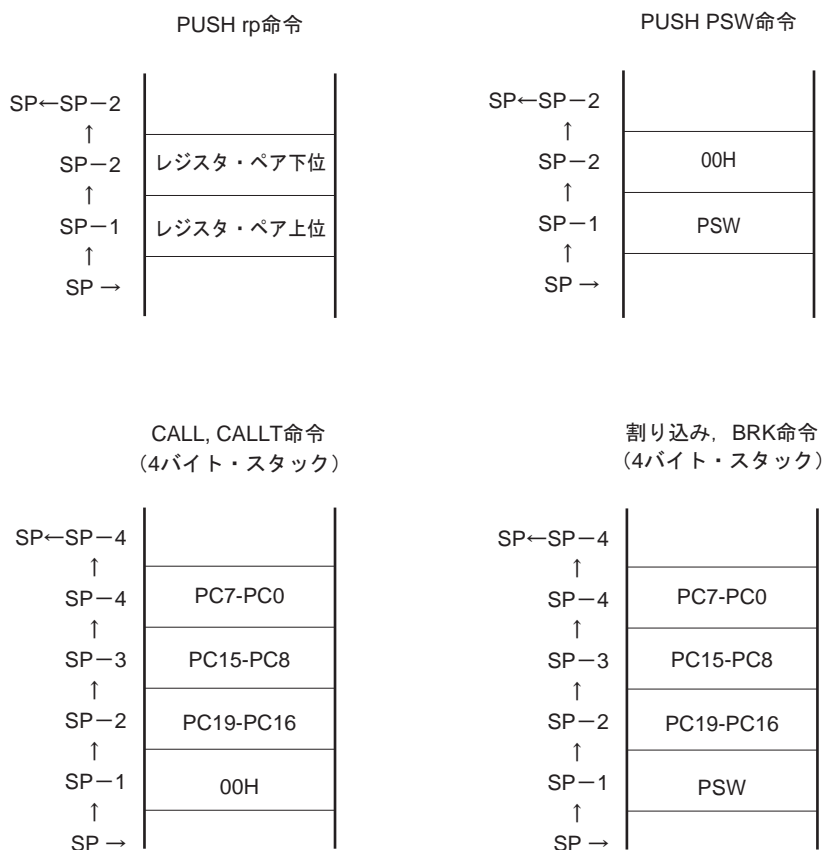 PUSH rp命令
SP←SP−2
↑
SP−2 レジスタ・ペア下位
↑
SP−1 レジスタ・ペア上位
↑
SP →
PUSH PSW命令
SP←SP−2
↑
SP−2 00H
↑
SP−1 PSW
↑
SP →
CALL, CALLT命令
（4バイト・スタック）
SP←SP−4
↑
SP−4 PC7-PC0
↑
SP−3 PC15-PC8
↑
SP−2 PC19-PC16
↑
SP−1 00H
↑
SP →
割り込み，BRK命令
（4バイト・スタック）
SP←SP−4
↑
SP−4 PC7-PC0
↑
SP−3 PC15-PC8
↑
SP−2 PC19-PC16
↑
SP−1 PSW
↑
SP →